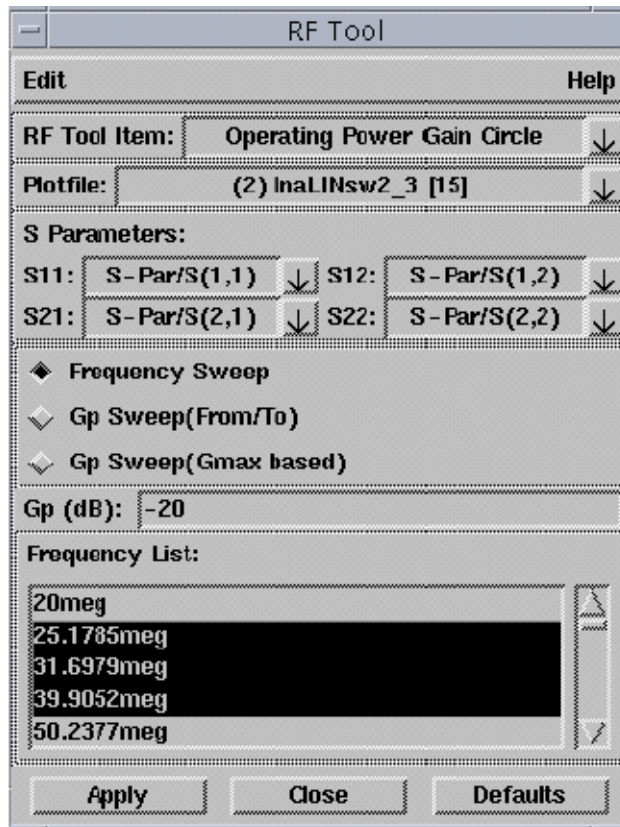 RF Tool
Edit Help
RF Tool Item: Operating Power Gain Circle
Plotfile: (2) lnaLINsw2_3 [15]
S Parameters:
S11: S-Par/S(1,1) S12: S-Par/S(1,2)
S21: S-Par/S(2,1) S22: S-Par/S(2,2)
Frequency Sweep
Gp Sweep(From/To)
Gp Sweep(Gmax based)
Gp (dB): -20
Frequency List:
20meg
25.1785meg
31.6979meg
39.9052meg
50.2377meg
Apply Close Defaults